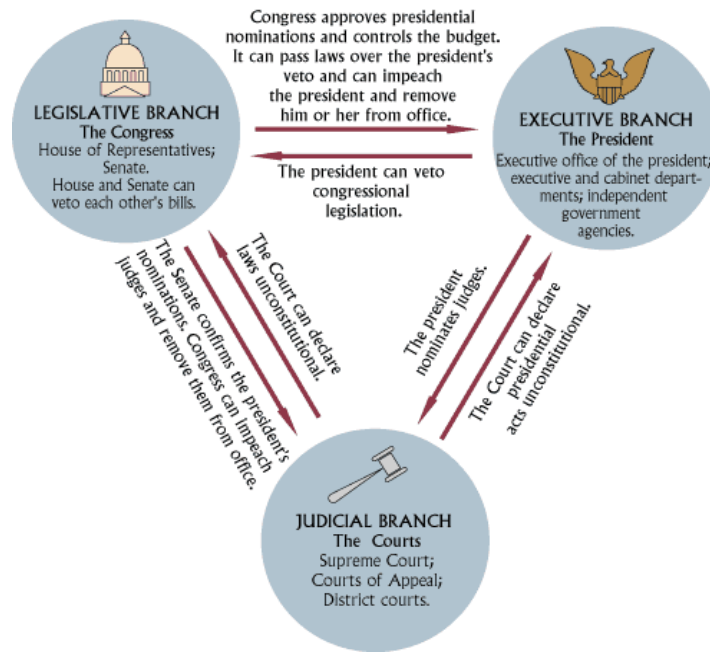 Congress approves presidential
nominations and controls the budget.
It can pass laws over the president's
veto and can impeach
the president and remove
him or her from office.
LEGISLATIVE BRANCH
The Congress
House of Representatives;
Senate.
House and Senate can
veto each other's bills.
EXECUTIVE BRANCH
The President
Executive office of the president;
executive and cabinet depart-
ments; independent
government
agencies.
The president can veto
congressional
legislation.
The Senate confirms the president's
nominations. Congress can impeach
judges and remove them from office.
The Court can declare
laws unconstitutional.
The president
nominates judges.
The Court can declare
presidential
acts unconstitutional.
JUDICIAL BRANCH
The Courts
Supreme Court;
Courts of Appeal;
District courts.